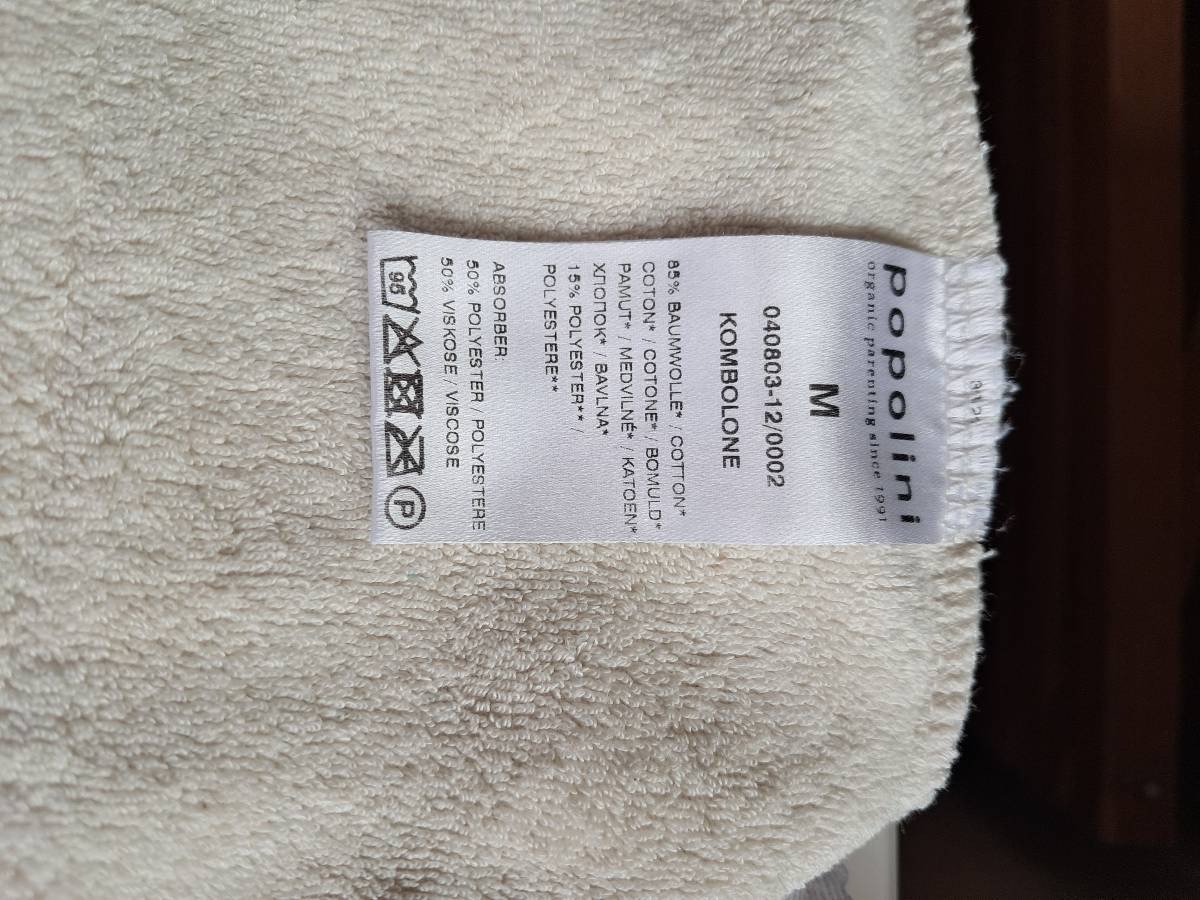 popolini
organic parenting since 1991
M
040803-12/0002
KOMBOLONE
85% BAUMWOLLE* / COTTON*
COTON* / COTONE* / BOMULD*
PAMUT* / MEDVILNÉ* / KATOEN*
ХЛОПОК* / BAVLNA*
15% POLYESTER** /
POLYESTERE**
ABSORBER:
50% POLYESTER / POLYESTERE
50% VISKOSE / VISCOSE
95
P